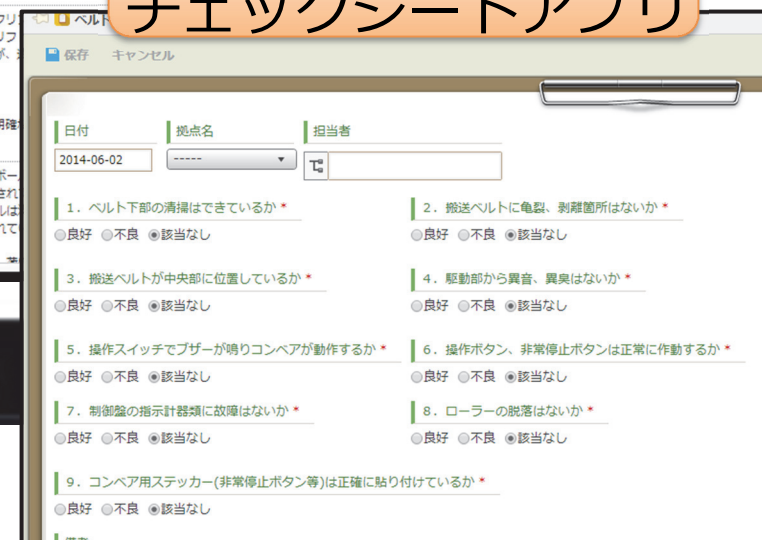 チェックシートアプリ
ベルト
保存 キャンセル
日付 拠点名 担当者
2014-06-02 -----
1. ベルト下部の清掃はできているか * 2. 搬送ベルトに亀裂、剥離箇所はないか *
良好 不良 該当なし 良好 不良 該当なし
3. 搬送ベルトが中央部に位置しているか * 4. 駆動部から異音、異臭はないか *
良好 不良 該当なし 良好 不良 該当なし
5. 操作スイッチでブザーが鳴りコンベアが動作するか * 6. 操作ボタン、非常停止ボタンは正常に作動するか *
良好 不良 該当なし 良好 不良 該当なし
7. 制御盤の指示計器類に故障はないか * 8. ローラーの脱落はないか *
良好 不良 該当なし 良好 不良 該当なし
9. コンベア用ステッカー(非常停止ボタン等)は正確に貼り付けているか *
良好 不良 該当なし